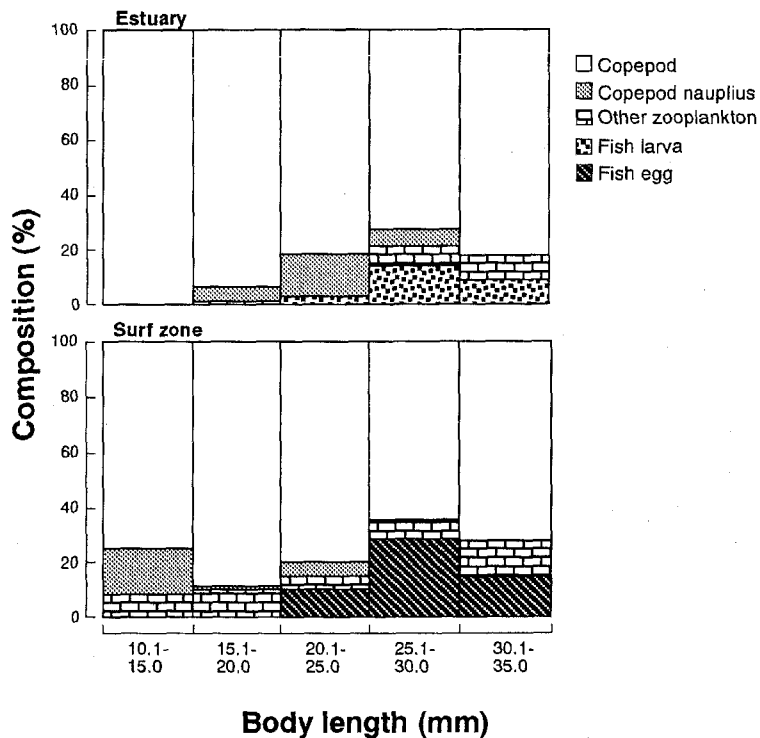 Estuary
100
80
60
40
20
0
Copepod
Copepod nauplius
Other zooplankton
Fish larva
Fish egg
Composition (%)
Surf zone
100
80
60
40
20
0
10.1-
15.0
15.1-
20.0
20.1-
25.0
25.1-
30.0
30.1-
35.0
Body length (mm)